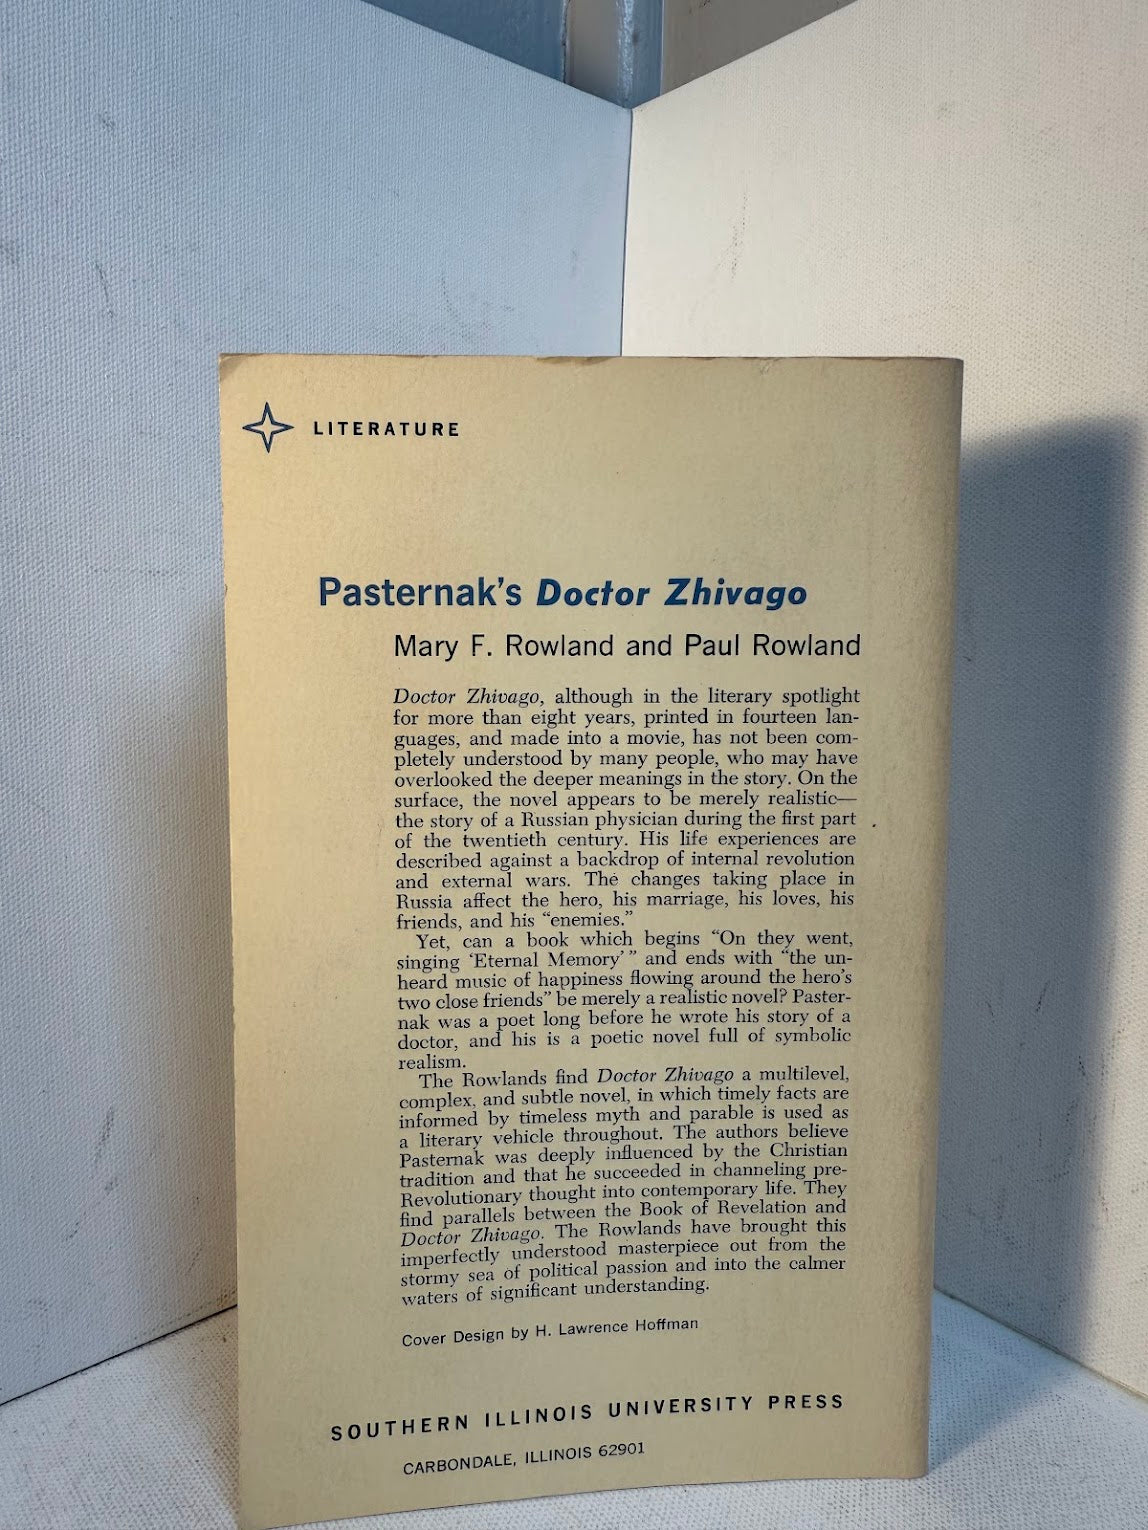 LITERATURE
Pasternak's Doctor Zhivago
Mary F. Rowland and Paul Rowland
Doctor Zhivago, although in the literary spotlight
for more than eight years, printed in fourteen lan-
guages, and made into a movie, has not been com-
pletely understood by many people, who may have
overlooked the deeper meanings in the story. On the
surface, the novel appears to be merely realistic—
the story of a Russian physician during the first part
of the twentieth century. His life experiences are
described against a backdrop of internal revolution
and external wars. The changes taking place in
Russia affect the hero, his marriage, his loves, his
friends, and his “enemies.”
Yet, can a book which begins “On they went,
singing ‘Eternal Memory’ ” and ends with “the un-
heard music of happiness flowing around the hero’s
two close friends” be merely a realistic novel? Paster-
nak was a poet long before he wrote his story of a
doctor, and his is a poetic novel full of symbolic
realism.
The Rowlands find Doctor Zhivago a multilevel,
complex, and subtle novel, in which timely facts are
informed by timeless myth and parable is used as
a literary vehicle throughout. The authors believe
Pasternak was deeply influenced by the Christian
tradition and that he succeeded in channeling pre-
Revolutionary thought into contemporary life. They
find parallels between the Book of Revelation and
Doctor Zhivago. The Rowlands have brought this
imperfectly understood masterpiece out from the
stormy sea of political passion and into the calmer
waters of significant understanding.
Cover Design by H. Lawrence Hoffman
SOUTHERN ILLINOIS UNIVERSITY PRESS
CARBONDALE, ILLINOIS 62901